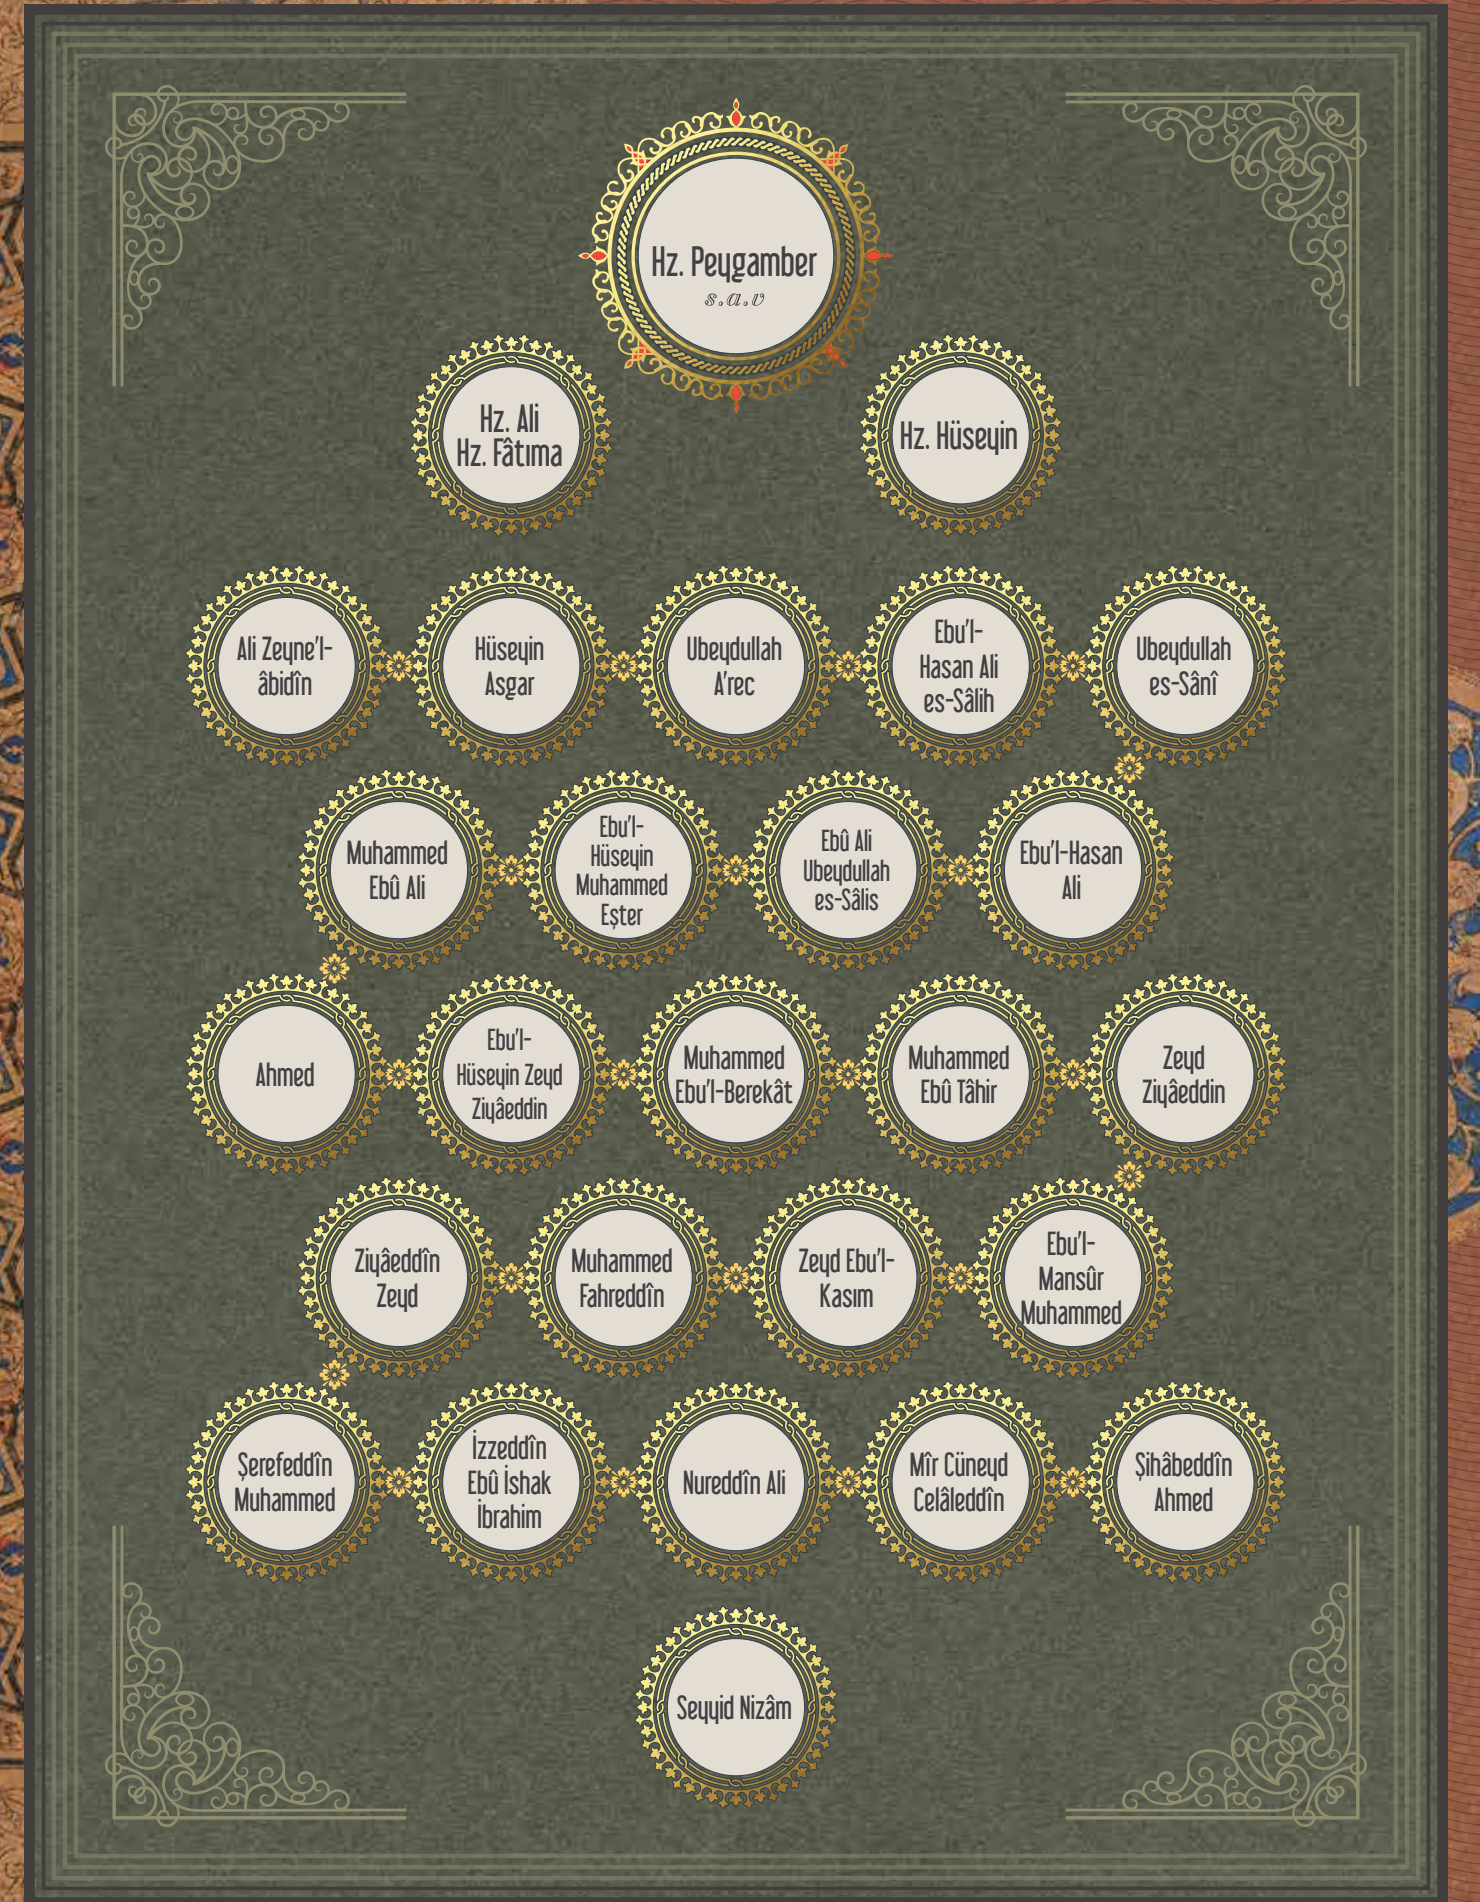 Hz. Peygamber
s.a.v
Hz. Ali
Hz. Fâtıma
Hz. Hüseyin
Ali Zeyne'l-
âbidîn
Hüseyin
Asgar
Ubeydullah
A'rec
Ebu'l-
Hasan Ali
es-Sâlih
Ubeydullah
es-Sânî
Muhammed
Ebû Ali
Ebu'l-
Hüseyin
Muhammed
Eşter
Ebû Ali
Ubeydullah
es-Sâlis
Ebu'l-Hasan
Ali
Ahmed
Ebu'l-
Hüseyin Zeyd
Ziyâeddin
Muhammed
Ebu'l-Berekât
Muhammed
Ebû Tâhir
Zeyd
Ziyâeddin
Ziyâeddîn
Zeyd
Muhammed
Fahreddîn
Zeyd Ebu'l-
Kasım
Ebu'l-
Mansûr
Muhammed
Şerefeddîn
Muhammed
İzzeddîn
Ebû İshak
İbrahim
Nureddîn Ali
Mîr Cüneyd
Celâleddîn
Şihâbeddîn
Ahmed
Seyyid Nizâm